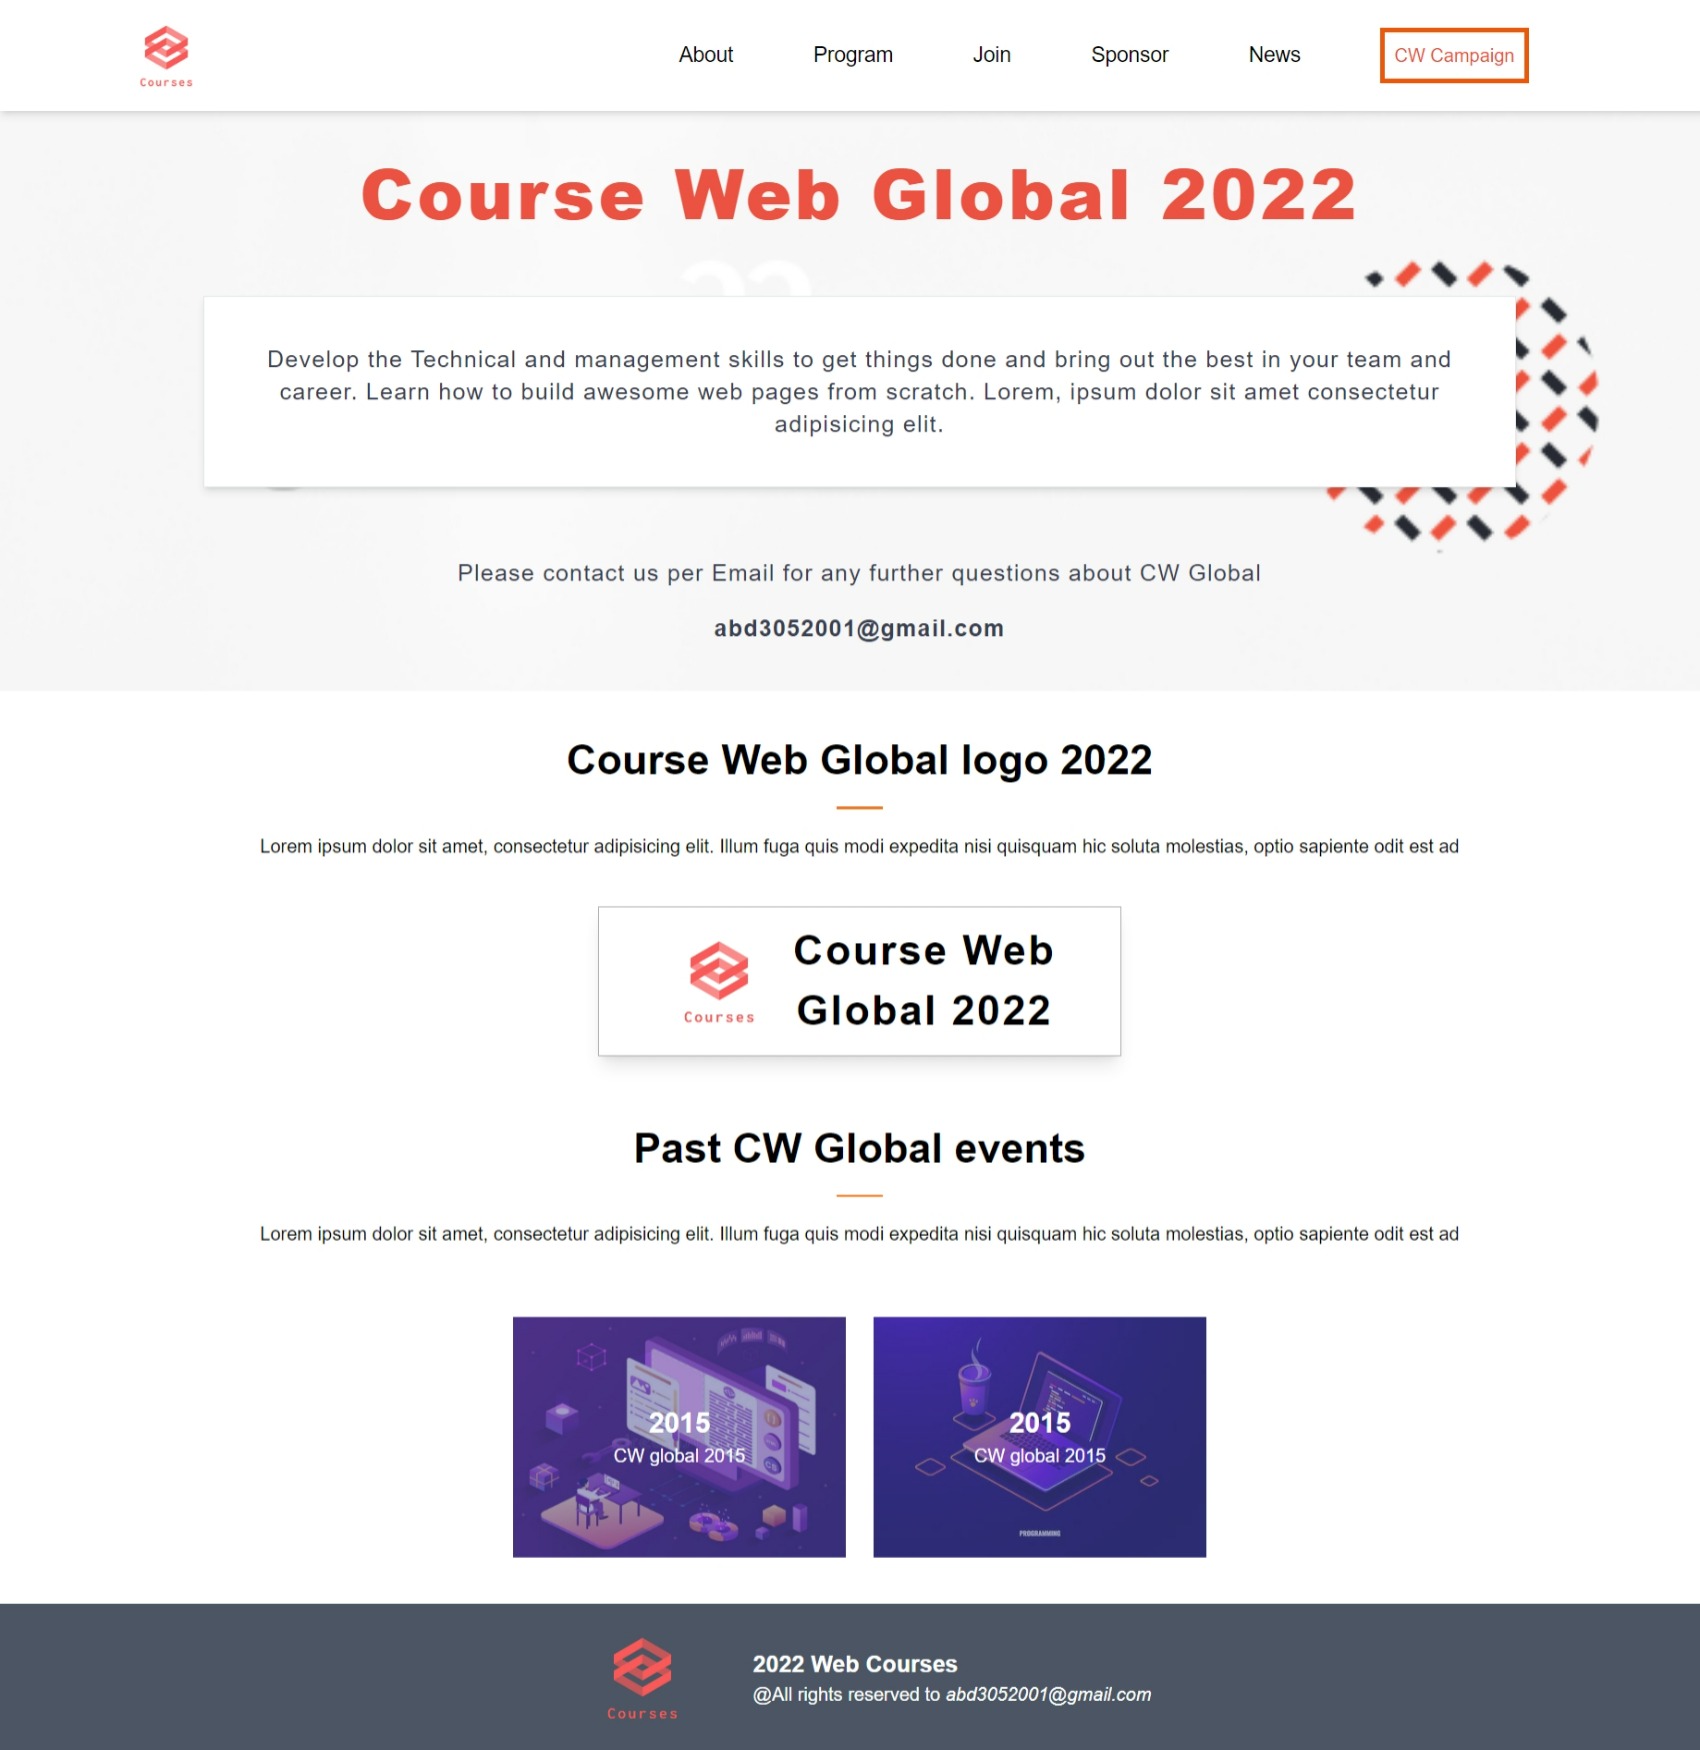 Courses
About Program Join Sponsor News CW Campaign
Course Web Global 2022
Develop the Technical and management skills to get things done and bring out the best in your team and
career. Learn how to build awesome web pages from scratch. Lorem, ipsum dolor sit amet consectetur
adipisicing elit.
Please contact us per Email for any further questions about CW Global
abd3052001@gmail.com
Course Web Global logo 2022
Lorem ipsum dolor sit amet, consectetur adipisicing elit. Illum fuga quis modi expedita nisi quisquam hic soluta molestias, optio sapiente odit est ad
Courses
Course Web
Global 2022
Past CW Global events
Lorem ipsum dolor sit amet, consectetur adipisicing elit. Illum fuga quis modi expedita nisi quisquam hic soluta molestias, optio sapiente odit est ad
2015
CW global 2015
2015
CW global 2015
PROGRAMMING
Courses
2022 Web Courses
@All rights reserved to abd3052001@gmail.com